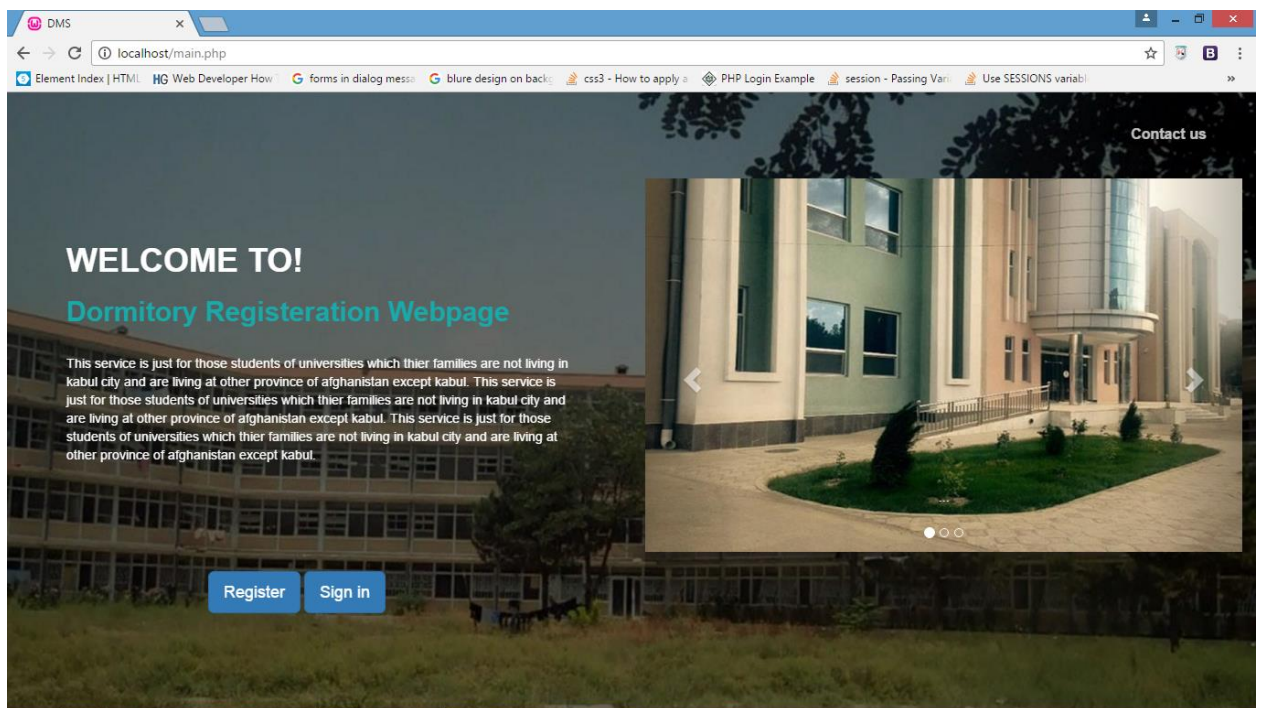 DMS
localhost/main.php
Element Index | HTML
HG Web Developer How
G forms in dialog messa
G blure design on backg
css3 - How to apply a
PHP Login Example
session - Passing Vari
Use SESSIONS variabl
»
B
Contact us
WELCOME TO!
Dormitory Registeration Webpage
This service is just for those students of universities which thier families are not living in
kabul city and are living at other province of afghanistan except kabul. This service is
just for those students of universities which thier families are not living in kabul city and
are living at other province of afghanistan except kabul. This service is just for those
students of universities which thier families are not living in kabul city and are living at
other province of afghanistan except kabul.
Register
Sign in